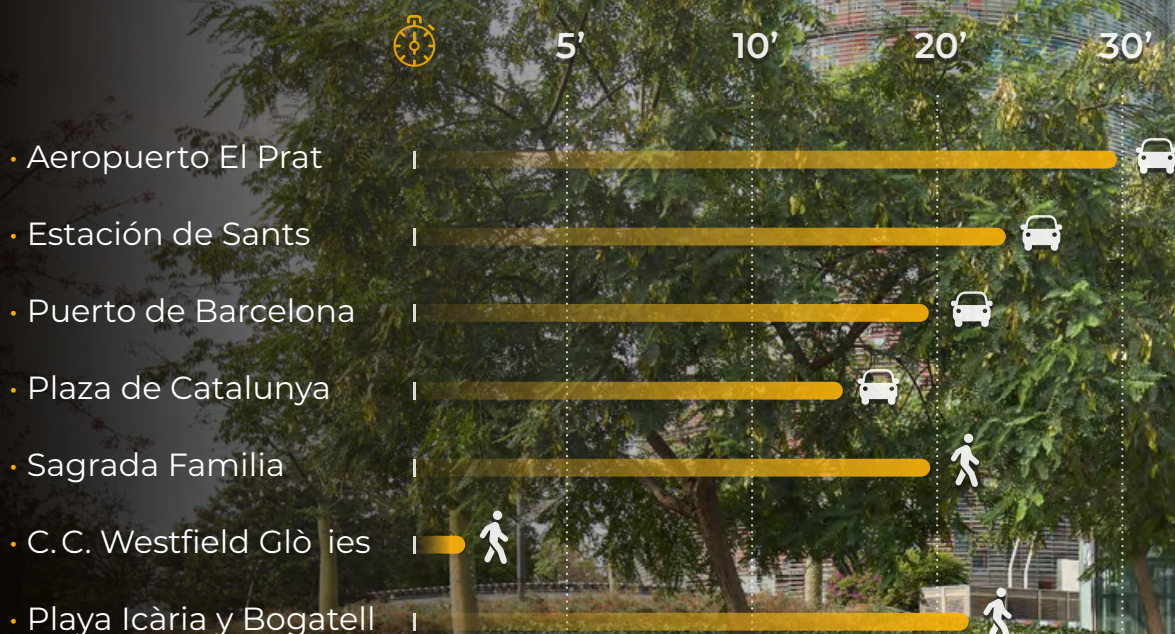 5’ 10’ 20’ 30’
• Aeropuerto El Prat
• Estación de Sants
• Puerto de Barcelona
• Plaza de Catalunya
• Sagrada Familia
• C.C. Westfield Glò ies
• Playa Icària y Bogatell